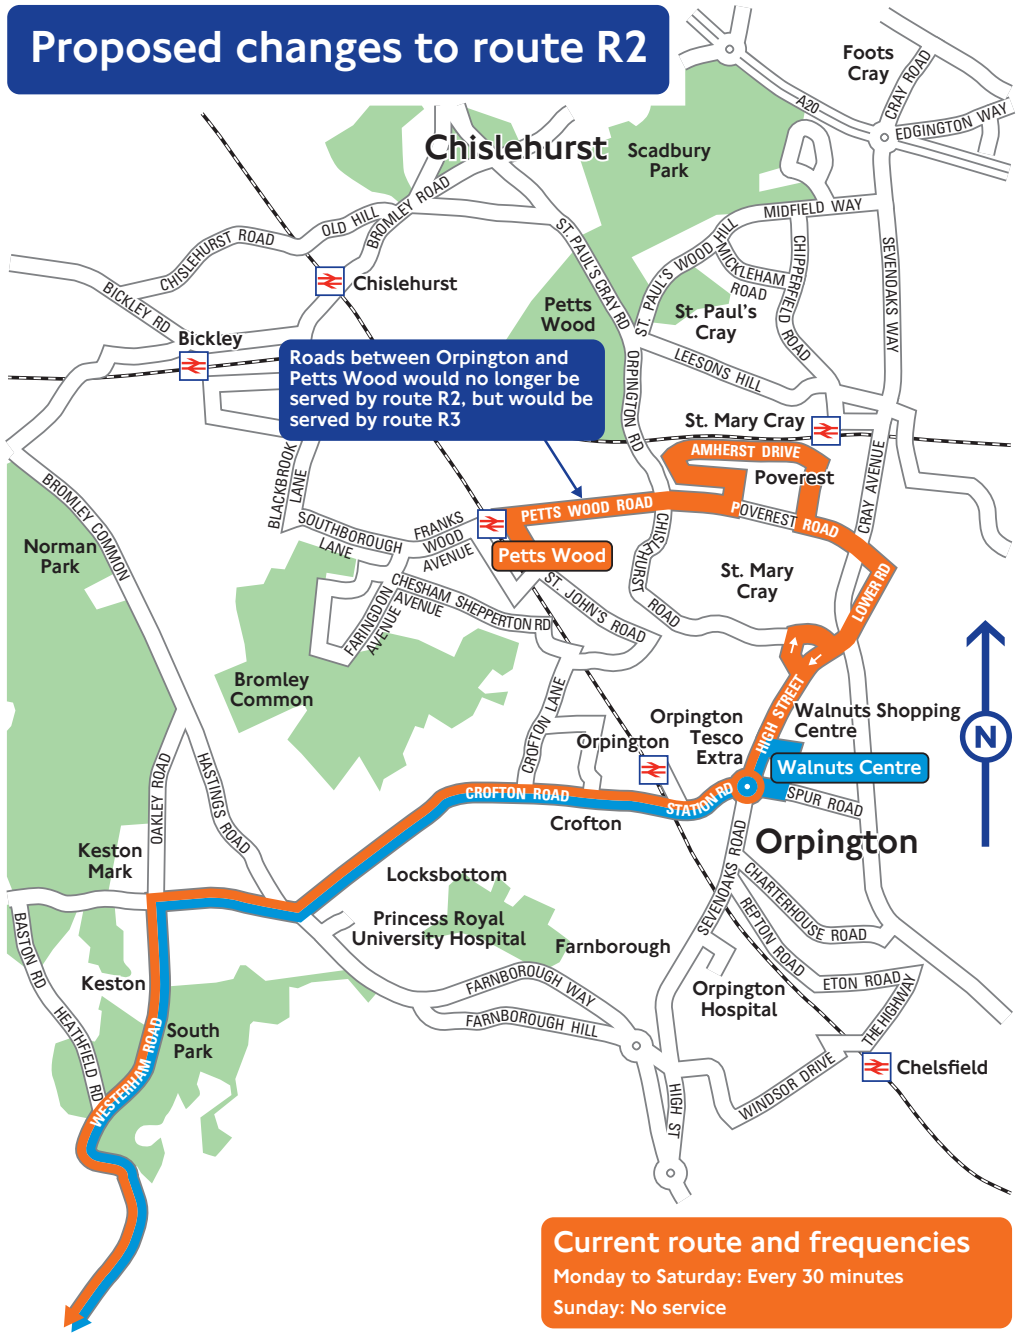 Proposed changes to route R2
Foots
Cray
CRAY ROAD
A20
EDGINGTON WAY
Chislehurst
Scadbury
Park
MIDFIELD WAY
BROMLEY ROAD
OLD HILL
CHISLEHURST ROAD
ST. PAUL'S CRAY RD
ST. PAUL'S WOOD HILL
MICKLEHAM
ROAD
CHIPPERFIELD ROAD
SEVENOAKS WAY
Chislehurst
BICKLEY RD
Petts
Wood
St. Paul's
Cray
Bickley
LEESONS HILL
Roads between Orpington and
Petts Wood would no longer be
served by route R2, but would be
served by route R3
ORPINGTON RD
St. Mary Cray
AMHERST DRIVE
Poverest
CRAY AVENUE
BLACKBROOK
LANE
BROMLEY COMMON
PETTS WOOD ROAD
POVEREST ROAD
SOUTHBOROUGH
LANE
FRANKS
WOOD
AVENUE
Petts Wood
Norman
Park
CHISLEHURST ROAD
St. Mary
Cray
LOWER RD
CHESHAM
AVENUE
SHEPPERTON RD
ST. JOHN'S ROAD
FARINGDON
AVENUE
Bromley
Common
CROFTON LANE
HIGH STREET
Walnuts Shopping
Centre
Orpington
Tesco
Extra
N
Orpington
Walnuts Centre
OAKLEY ROAD
HASTINGS ROAD
CROFTON ROAD
STATION RD
SPUR ROAD
Crofton
Orpington
Keston
Mark
Locksbottom
SEVENOAKS ROAD
CHARTERHOUSE ROAD
Princess Royal
University Hospital
REPTON ROAD
BASTON RD
Farnborough
Keston
FARNBOROUGH WAY
ETON ROAD
Orpington
Hospital
THE HIGHWAY
HEATHFIELD RD
WESTERHAM ROAD
South
Park
FARNBOROUGH HILL
Chelsfield
WINDSOR DRIVE
HIGH ST
Current route and frequencies
Monday to Saturday: Every 30 minutes
Sunday: No service